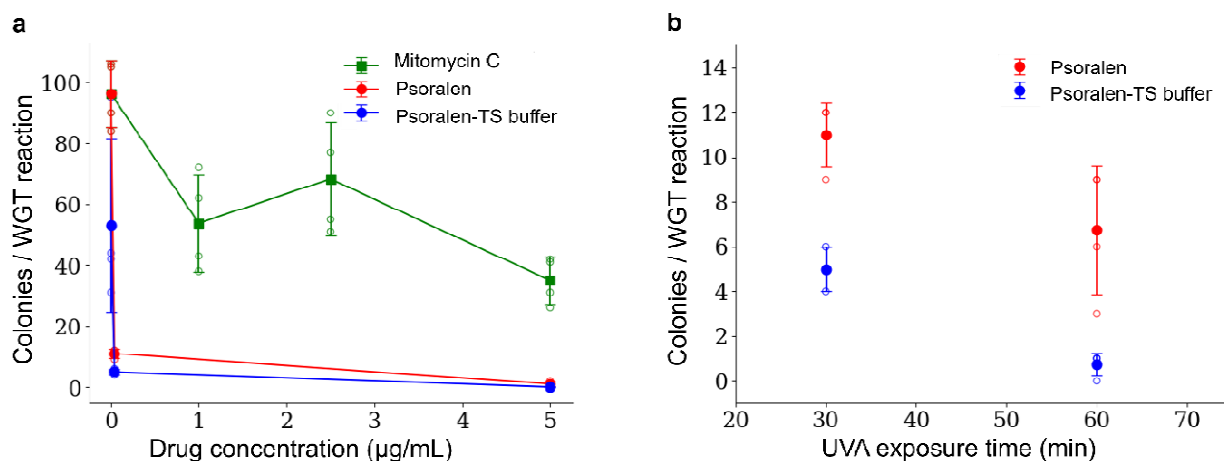 a
Mitomycin C
Psoralen
Psoralen-TS buffer
Colonies / WGT reaction
100
80
60
40
20
0
0 1 2 3 4 5
Drug concentration (µg/mL)
b
Psoralen
Psoralen-TS buffer
Colonies / WGT reaction
14
12
10
8
6
4
2
0
20 30 40 50 60 70
UVA exposure time (min)